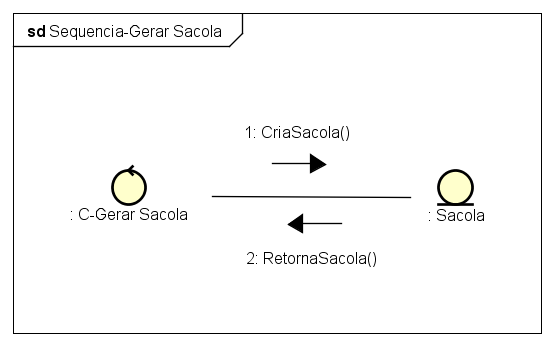 sd Sequencia-Gerar Sacola
1: CriaSacola()
: C-Gerar Sacola
: Sacola
2: RetornaSacola()